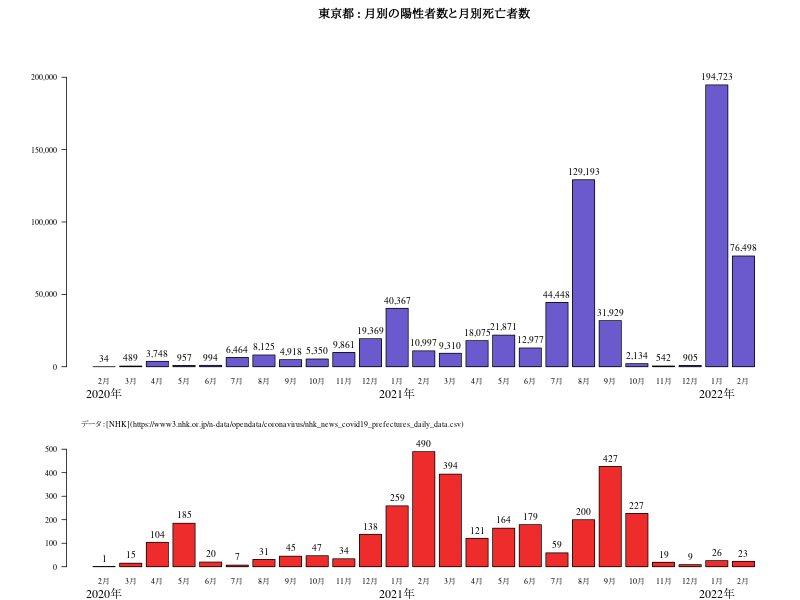 東京都 : 月別の陽性者数と月別死亡者数
200,000
150,000
100,000
50,000
0
34 489 3,748 957 994 6,464 8,125 4,918 5,350 9,861 19,369 40,367 10,997 9,310 18,075 21,871 12,977 44,448 129,193 31,929 2,134 542 905 194,723 76,498
2月 3月 4月 5月 6月 7月 8月 9月 10月 11月 12月 1月 2月 3月 4月 5月 6月 7月 8月 9月 10月 11月 12月 1月 2月
2020年 2021年 2022年
データ : [NHK](https://www3.nhk.or.jp/n-data/opendata/coronavirus/nhk_news_covid19_prefectures_daily_data.csv)
500
400
300
200
100
0
1 15 104 185 20 7 31 45 47 34 138 259 490 394 121 164 179 59 200 427 227 19 9 26 23
2月 3月 4月 5月 6月 7月 8月 9月 10月 11月 12月 1月 2月 3月 4月 5月 6月 7月 8月 9月 10月 11月 12月 1月 2月
2020年 2021年 2022年